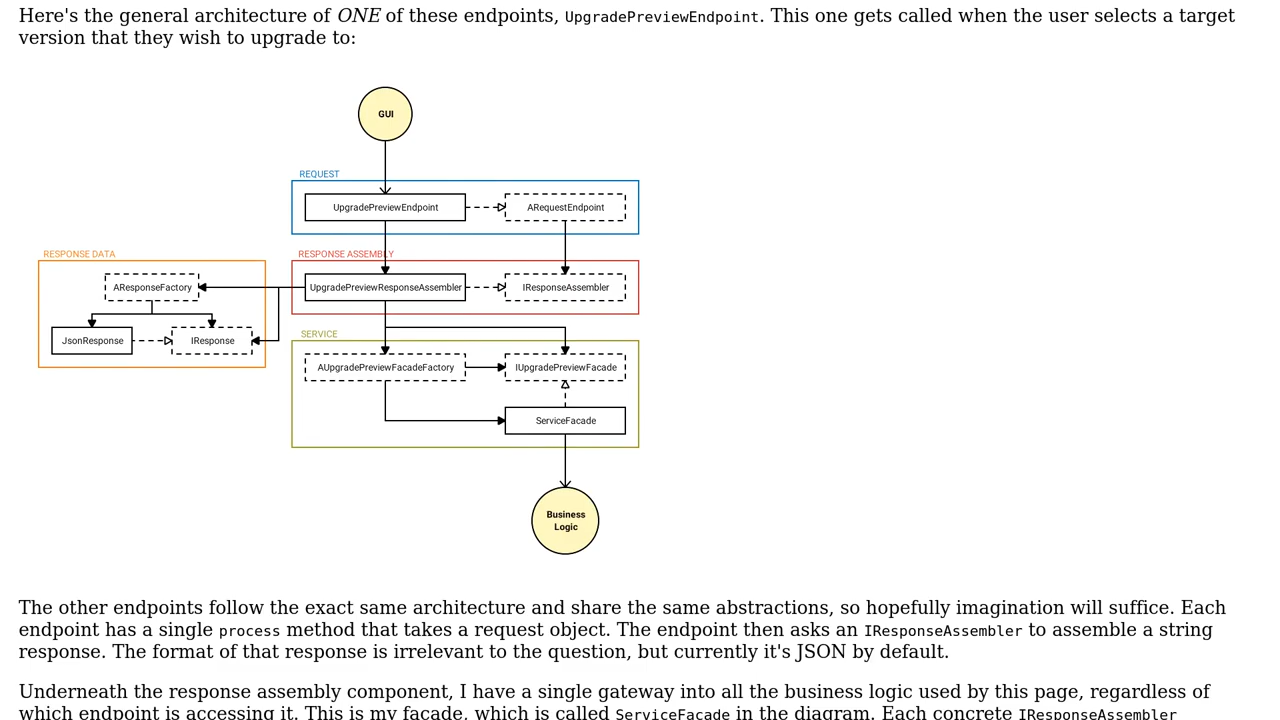 Here's the general architecture of ONE of these endpoints, UpgradePreviewEndpoint. This one gets called when the user selects a target
version that they wish to upgrade to:
GUI
REQUEST
UpgradePreviewEndpoint
ARequestEndpoint
RESPONSE DATA
RESPONSE ASSEMBLY
AResponseFactory
UpgradePreviewResponseAssembler
IResponseAssembler
JsonResponse
IResponse
SERVICE
AUpgradePreviewFacadeFactory
IUpgradePreviewFacade
ServiceFacade
Business
Logic
The other endpoints follow the exact same architecture and share the same abstractions, so hopefully imagination will suffice. Each
endpoint has a single process method that takes a request object. The endpoint then asks an IResponseAssembler to assemble a string
response. The format of that response is irrelevant to the question, but currently it's JSON by default.
Underneath the response assembly component, I have a single gateway into all the business logic used by this page, regardless of
which endpoint is accessing it. This is my facade, which is called ServiceFacade in the diagram. Each concrete IResponseAssembler